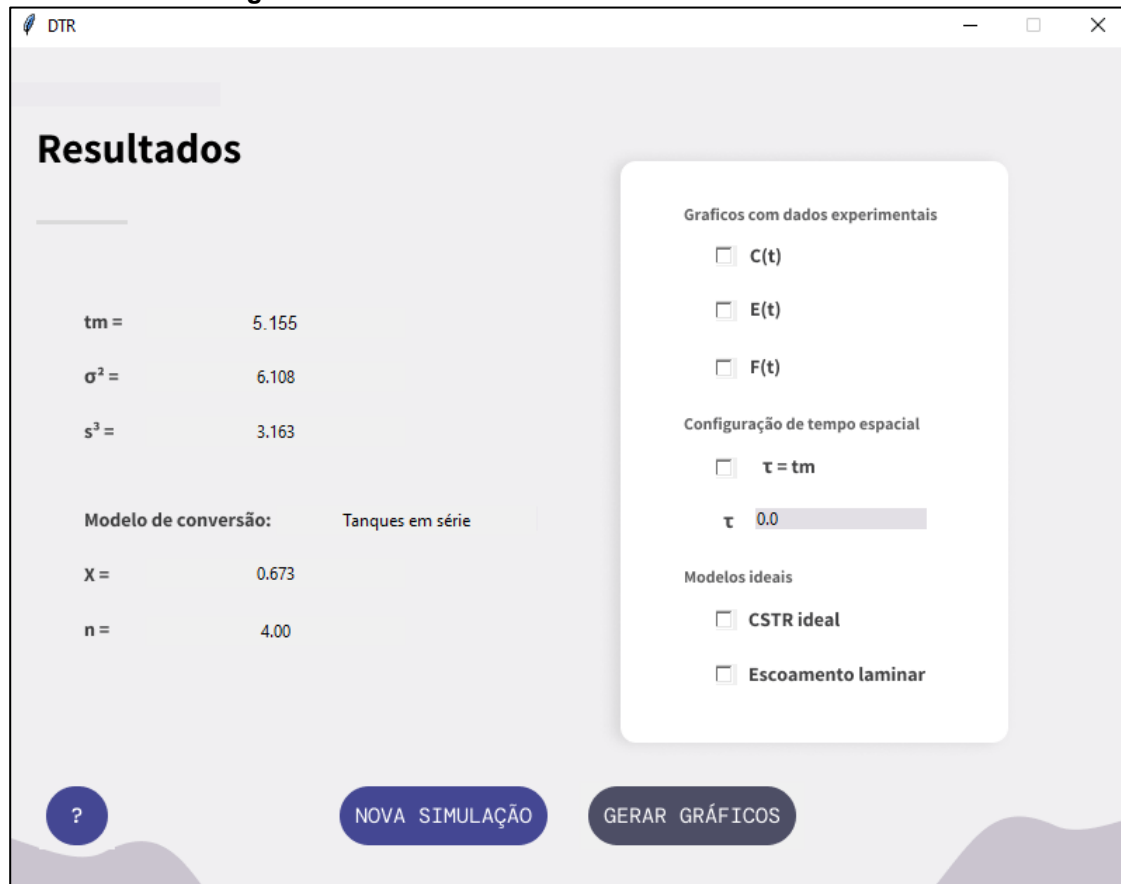 DTR
Resultados
tm = 5.155
σ² = 6.108
s³ = 3.163
Modelo de conversão: Tanques em série
X = 0.673
n = 4.00
Graficos com dados experimentais
C(t)
E(t)
F(t)
Configuração de tempo espacial
τ = tm
τ 0.0
Modelos ideais
CSTR ideal
Escoamento laminar
? NOVA SIMULAÇÃO GERAR GRÁFICOS